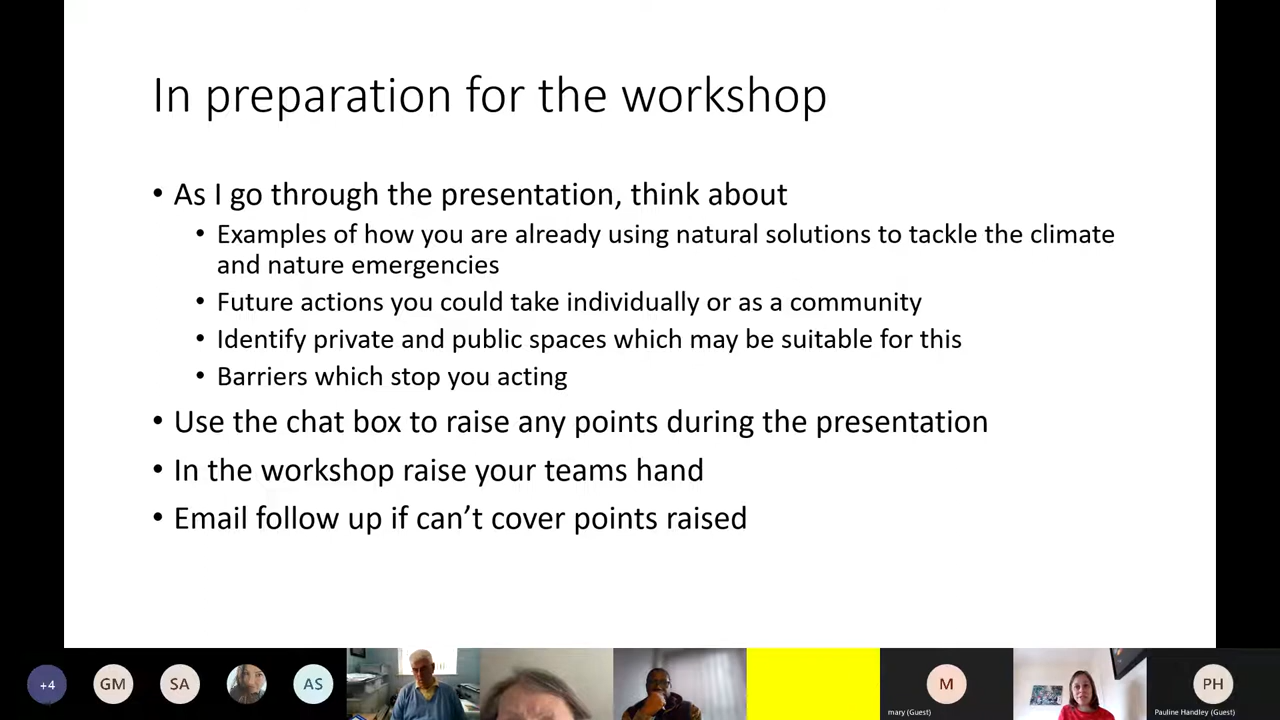 In preparation for the workshop
• As I go through the presentation, think about
• Examples of how you are already using natural solutions to tackle the climate
and nature emergencies
• Future actions you could take individually or as a community
• Identify private and public spaces which may be suitable for this
• Barriers which stop you acting
• Use the chat box to raise any points during the presentation
• In the workshop raise your teams hand
• Email follow up if can’t cover points raised
+4 GM SA AS M PH
mary (Guest) Pauline Handley (Guest)